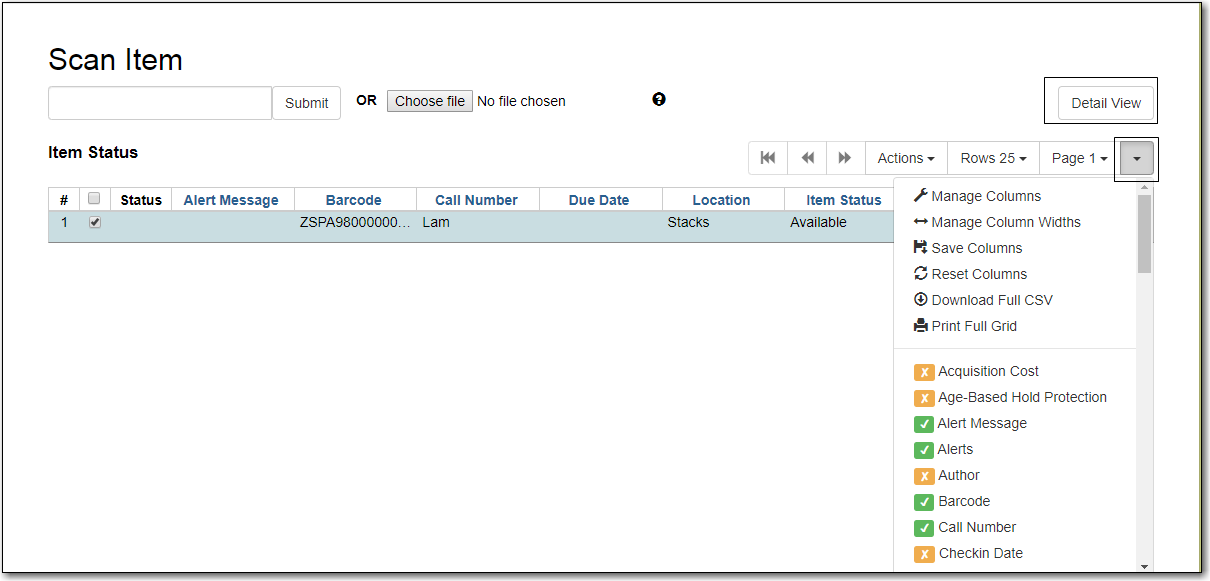 Scan Item
Submit OR Choose file No file chosen ? Detail View
Item Status
Actions Rows 25 Page 1
# Status Alert Message Barcode Call Number Due Date Location Item Status
1 ZSPA98000000... Lam Stacks Available
Manage Columns
Manage Column Widths
Save Columns
Reset Columns
Download Full CSV
Print Full Grid
Acquisition Cost
Age-Based Hold Protection
Alert Message
Alerts
Author
Barcode
Call Number
Checkin Date